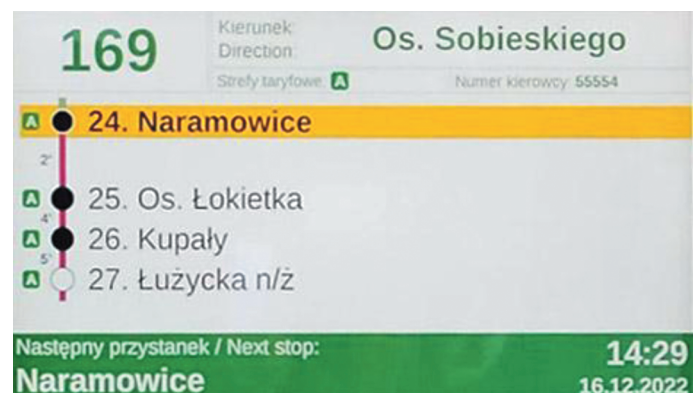 169
Kierunek:
Direction:
Os. Sobieskiego
Strefy taryfowe: A
Numer kierowcy: 55554
A 24. Naramowice
2'
A 25. Os. Łokietka
4'
A 26. Kupały
5'
A 27. Łużycka n/ż
Następny przystanek / Next stop:
14:29
Naramowice
16.12.2022